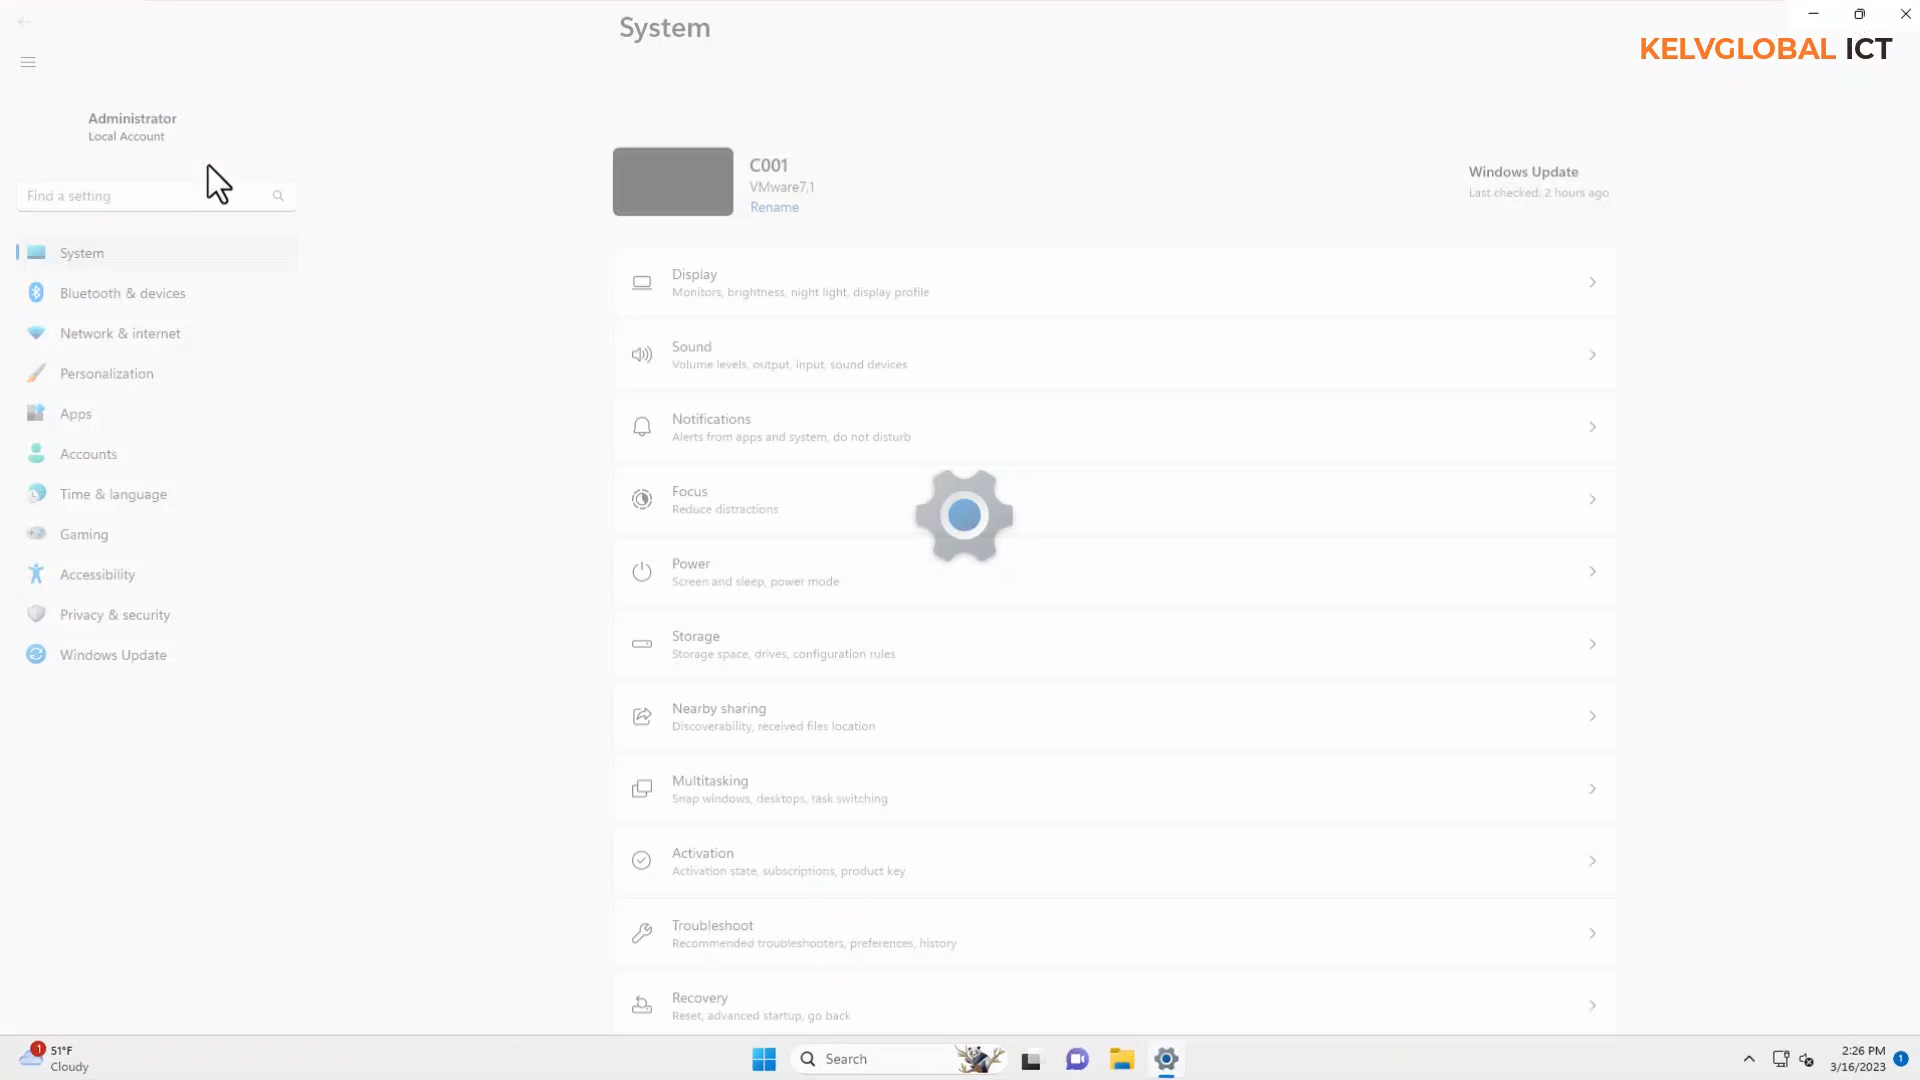 System
KELVGLOBAL ICT
Administrator
Local Account
Find a setting
System
Bluetooth & devices
Network & internet
Personalization
Apps
Accounts
Time & language
Gaming
Accessibility
Privacy & security
Windows Update
C001
VMware7,1
Rename
Windows Update
Last checked: 2 hours ago
Display
Monitors, brightness, night light, display profile
Sound
Volume levels, output, input, sound devices
Notifications
Alerts from apps and system, do not disturb
Focus
Reduce distractions
Power
Screen and sleep, power mode
Storage
Storage space, drives, configuration rules
Nearby sharing
Discoverability, received files location
Multitasking
Snap windows, desktops, task switching
Activation
Activation state, subscriptions, product key
Troubleshoot
Recommended troubleshooters, preferences, history
Recovery
Reset, advanced startup, go back
1
51°F
Cloudy
Search
2:26 PM
3/16/2023
1